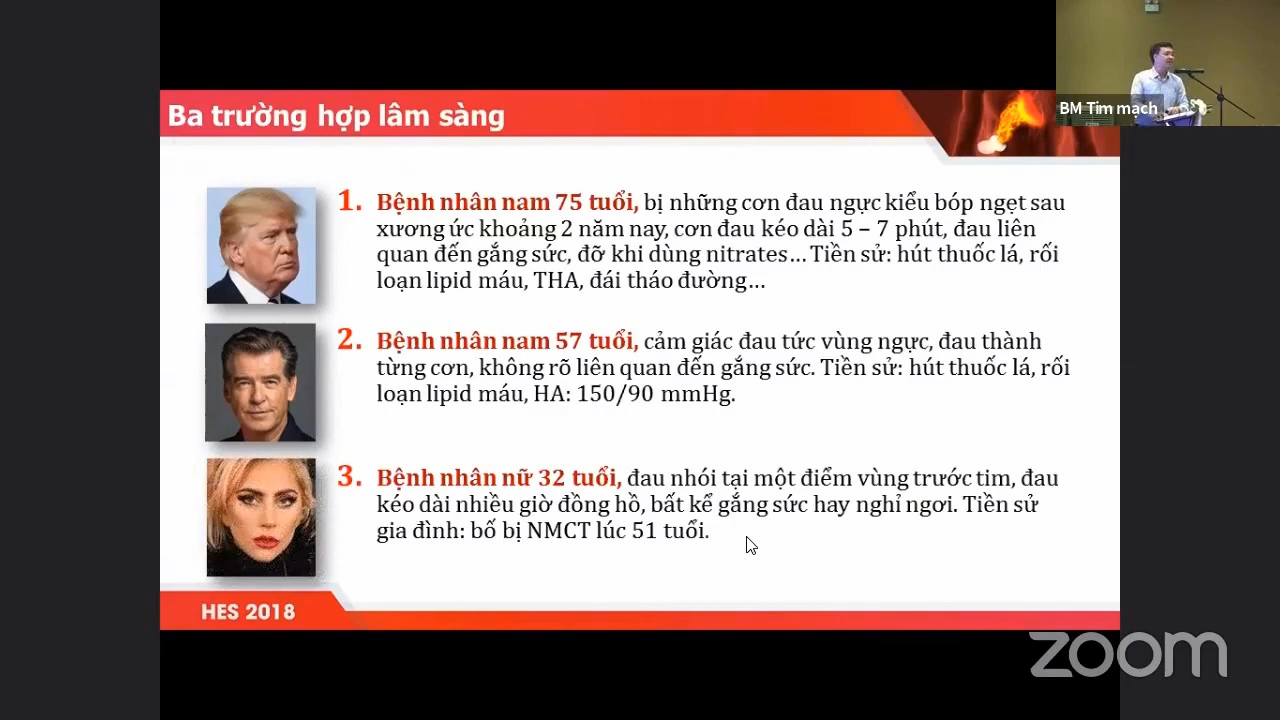 BM Tim mạch
Ba trường hợp lâm sàng
1. Bệnh nhân nam 75 tuổi, bị những cơn đau ngực kiểu bóp ngẹt sau
xương ức khoảng 2 năm nay, cơn đau kéo dài 5 – 7 phút, đau liên
quan đến gắng sức, đỡ khi dùng nitrates... Tiền sử: hút thuốc lá, rối
loạn lipid máu, THA, đái tháo đường...
2. Bệnh nhân nam 57 tuổi, cảm giác đau tức vùng ngực, đau thành
từng cơn, không rõ liên quan đến gắng sức. Tiền sử: hút thuốc lá, rối
loạn lipid máu, HA: 150/90 mmHg.
3. Bệnh nhân nữ 32 tuổi, đau nhói tại một điểm vùng trước tim, đau
kéo dài nhiều giờ đồng hồ, bất kể gắng sức hay nghỉ ngơi. Tiền sử
gia đình: bố bị NMCT lúc 51 tuổi.
HES 2018
zoom